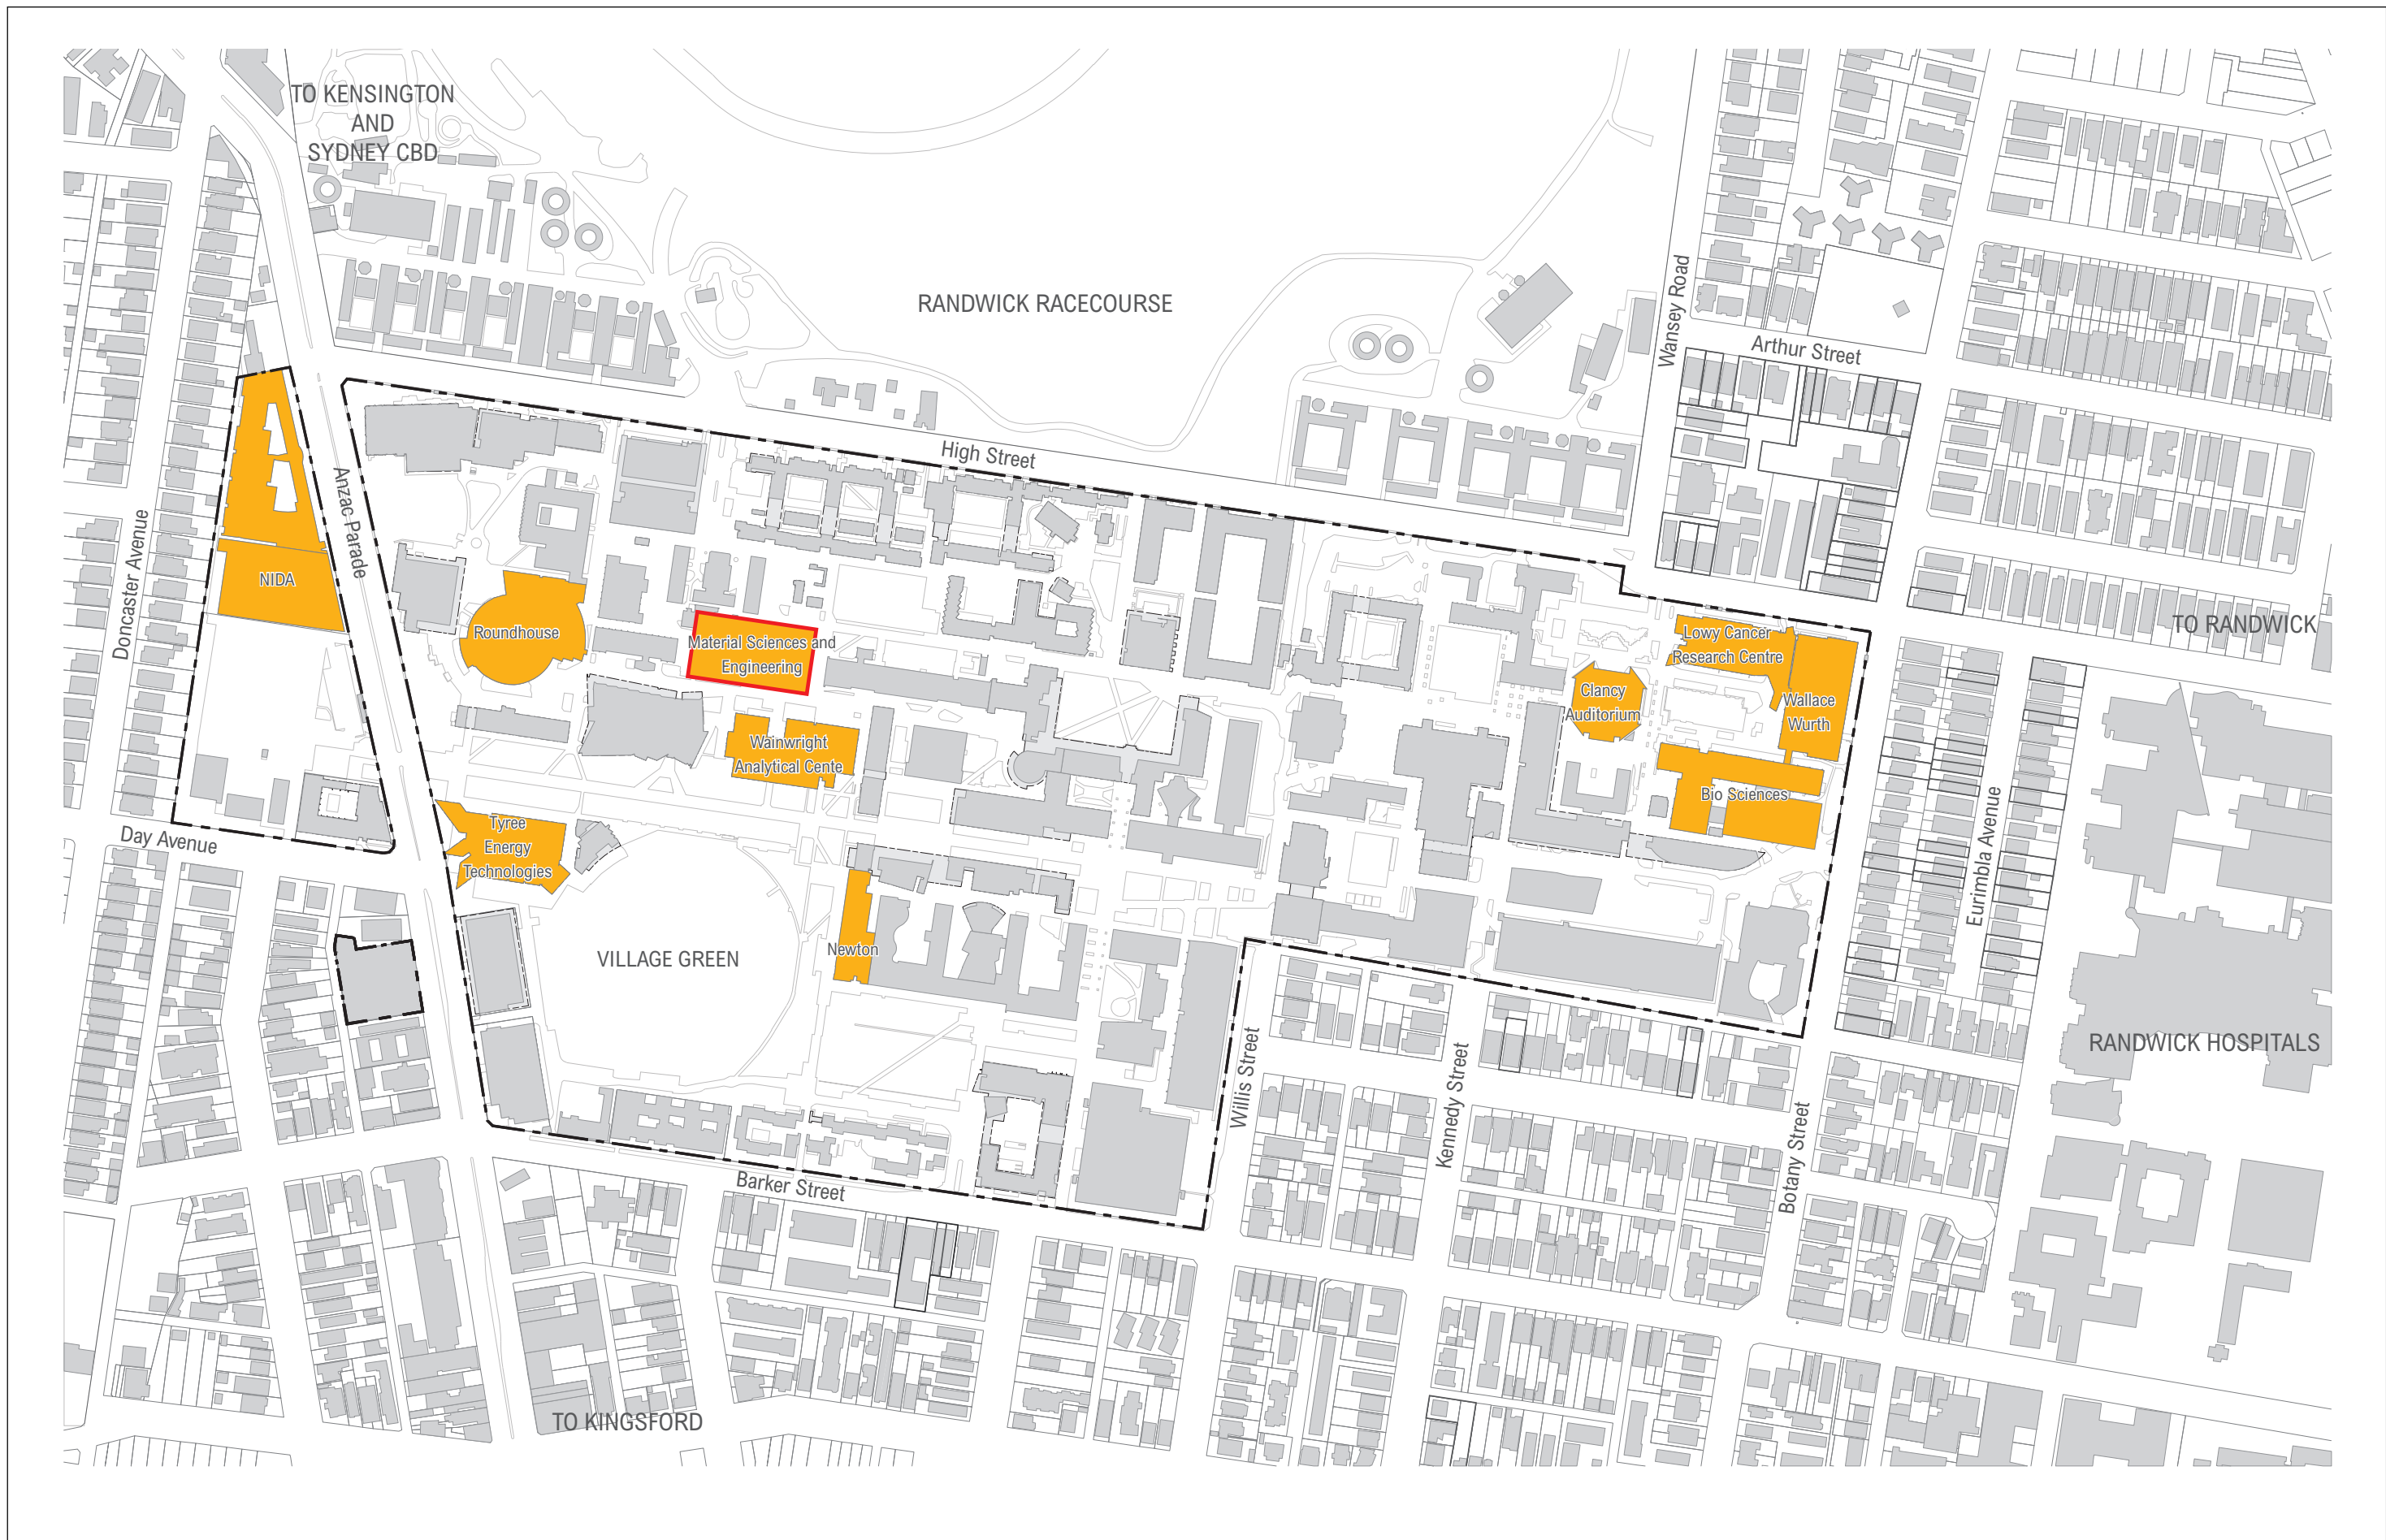 TO KENSINGTON
AND
SYDNEY CBD
RANDWICK RACECOURSE
Wansey Road
Arthur Street
High Street
Anzac Parade
Doncaster Avenue
NIDA
Roundhouse
Material Sciences and
Engineering
Lowy Cancer
Research Centre
TO RANDWICK
Clancy
Auditorium
Wallace
Wurth
Wainwright
Analytical Cente
Bio Sciences
Tyree
Energy
Technologies
Day Avenue
Eurimbla Avenue
Newton
VILLAGE GREEN
RANDWICK HOSPITALS
Willis Street
Kennedy Street
Botany Street
Barker Street
TO KINGSFORD